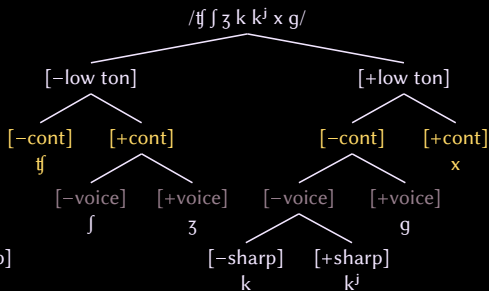 /ʧ ʃ ʒ k kʲ x ɡ/
[−low ton] [+low ton]
[−cont] [+cont] [−cont] [+cont]
ʧ x
[−voice] [+voice] [−voice] [+voice]
ʃ ʒ ɡ
[−sharp] [+sharp]
k kʲ